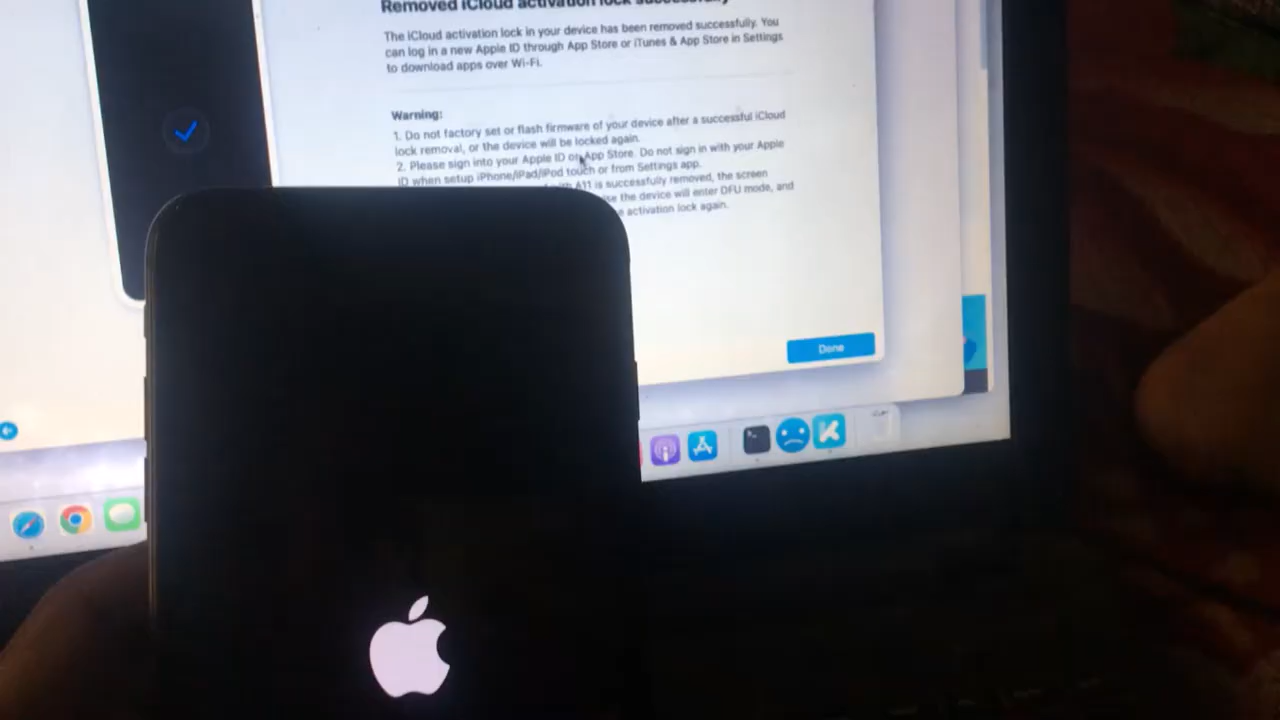 Removed iCloud activation lock successfully
The iCloud activation lock in your device has been removed successfully. You
can log in a new Apple ID through App Store or iTunes & App Store in Settings
to download apps over Wi-Fi.
Warning:
1. Do not factory set or flash firmware of your device after a successful iCloud
lock removal, or the device will be locked again.
2. Please sign into your Apple ID on App Store. Do not sign in with your Apple
ID when setup iPhone/iPad/iPod touch or from Settings app.
with A11 is successfully removed, the screen
the device will enter DFU mode, and
activation lock again.
Done